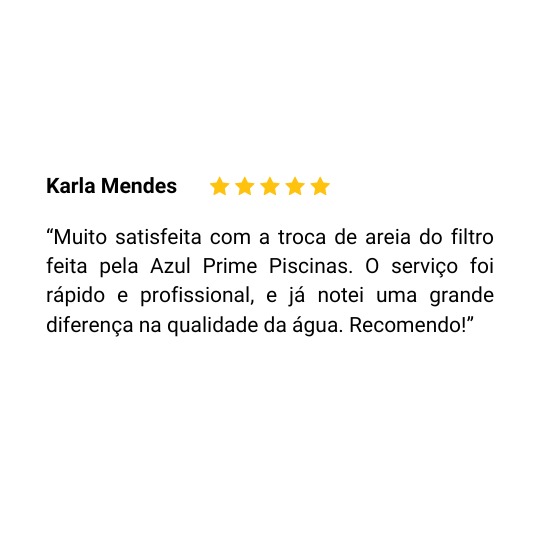 Karla Mendes
“Muito satisfeita com a troca de areia do filtro
feita pela Azul Prime Piscinas. O serviço foi
rápido e profissional, e já notei uma grande
diferença na qualidade da água. Recomendo!”